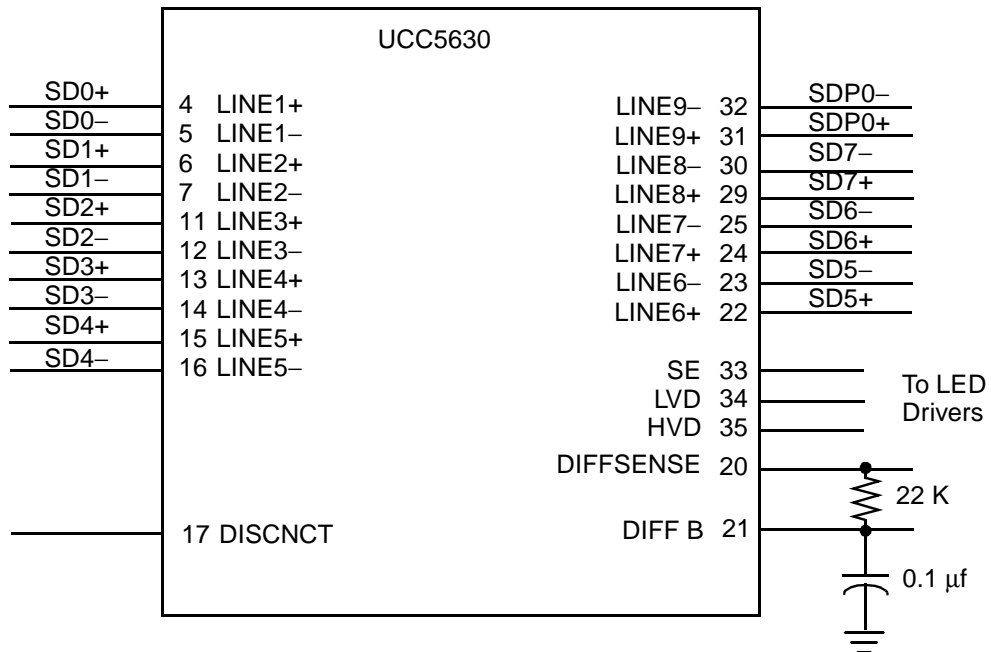 UCC5630
SD0+
4 LINE1+
SD0−
5 LINE1−
SD1+
6 LINE2+
SD1−
7 LINE2−
SD2+
11 LINE3+
SD2−
12 LINE3−
SD3+
13 LINE4+
SD3−
14 LINE4−
SD4+
15 LINE5+
SD4−
16 LINE5−
17 DISCNCT
LINE9− 32
SDP0−
LINE9+ 31
SDP0+
LINE8− 30
SD7−
LINE8+ 29
SD7+
LINE7− 25
SD6−
LINE7+ 24
SD6+
LINE6− 23
SD5−
LINE6+ 22
SD5+
SE 33
LVD 34
HVD 35
To LED
Drivers
DIFFSENSE 20
22 K
DIFF B 21
0.1 μf